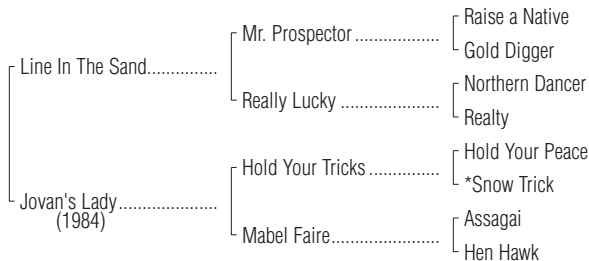 Raise a Native
Mr. Prospector ..................
Gold Digger
Line In The Sand...............
Northern Dancer
Really Lucky .....................
Realty
Hold Your Peace
Hold Your Tricks ...............
*Snow Trick
Jovan's Lady.....................
(1984)
Assagai
Mabel Faire.......................
Hen Hawk